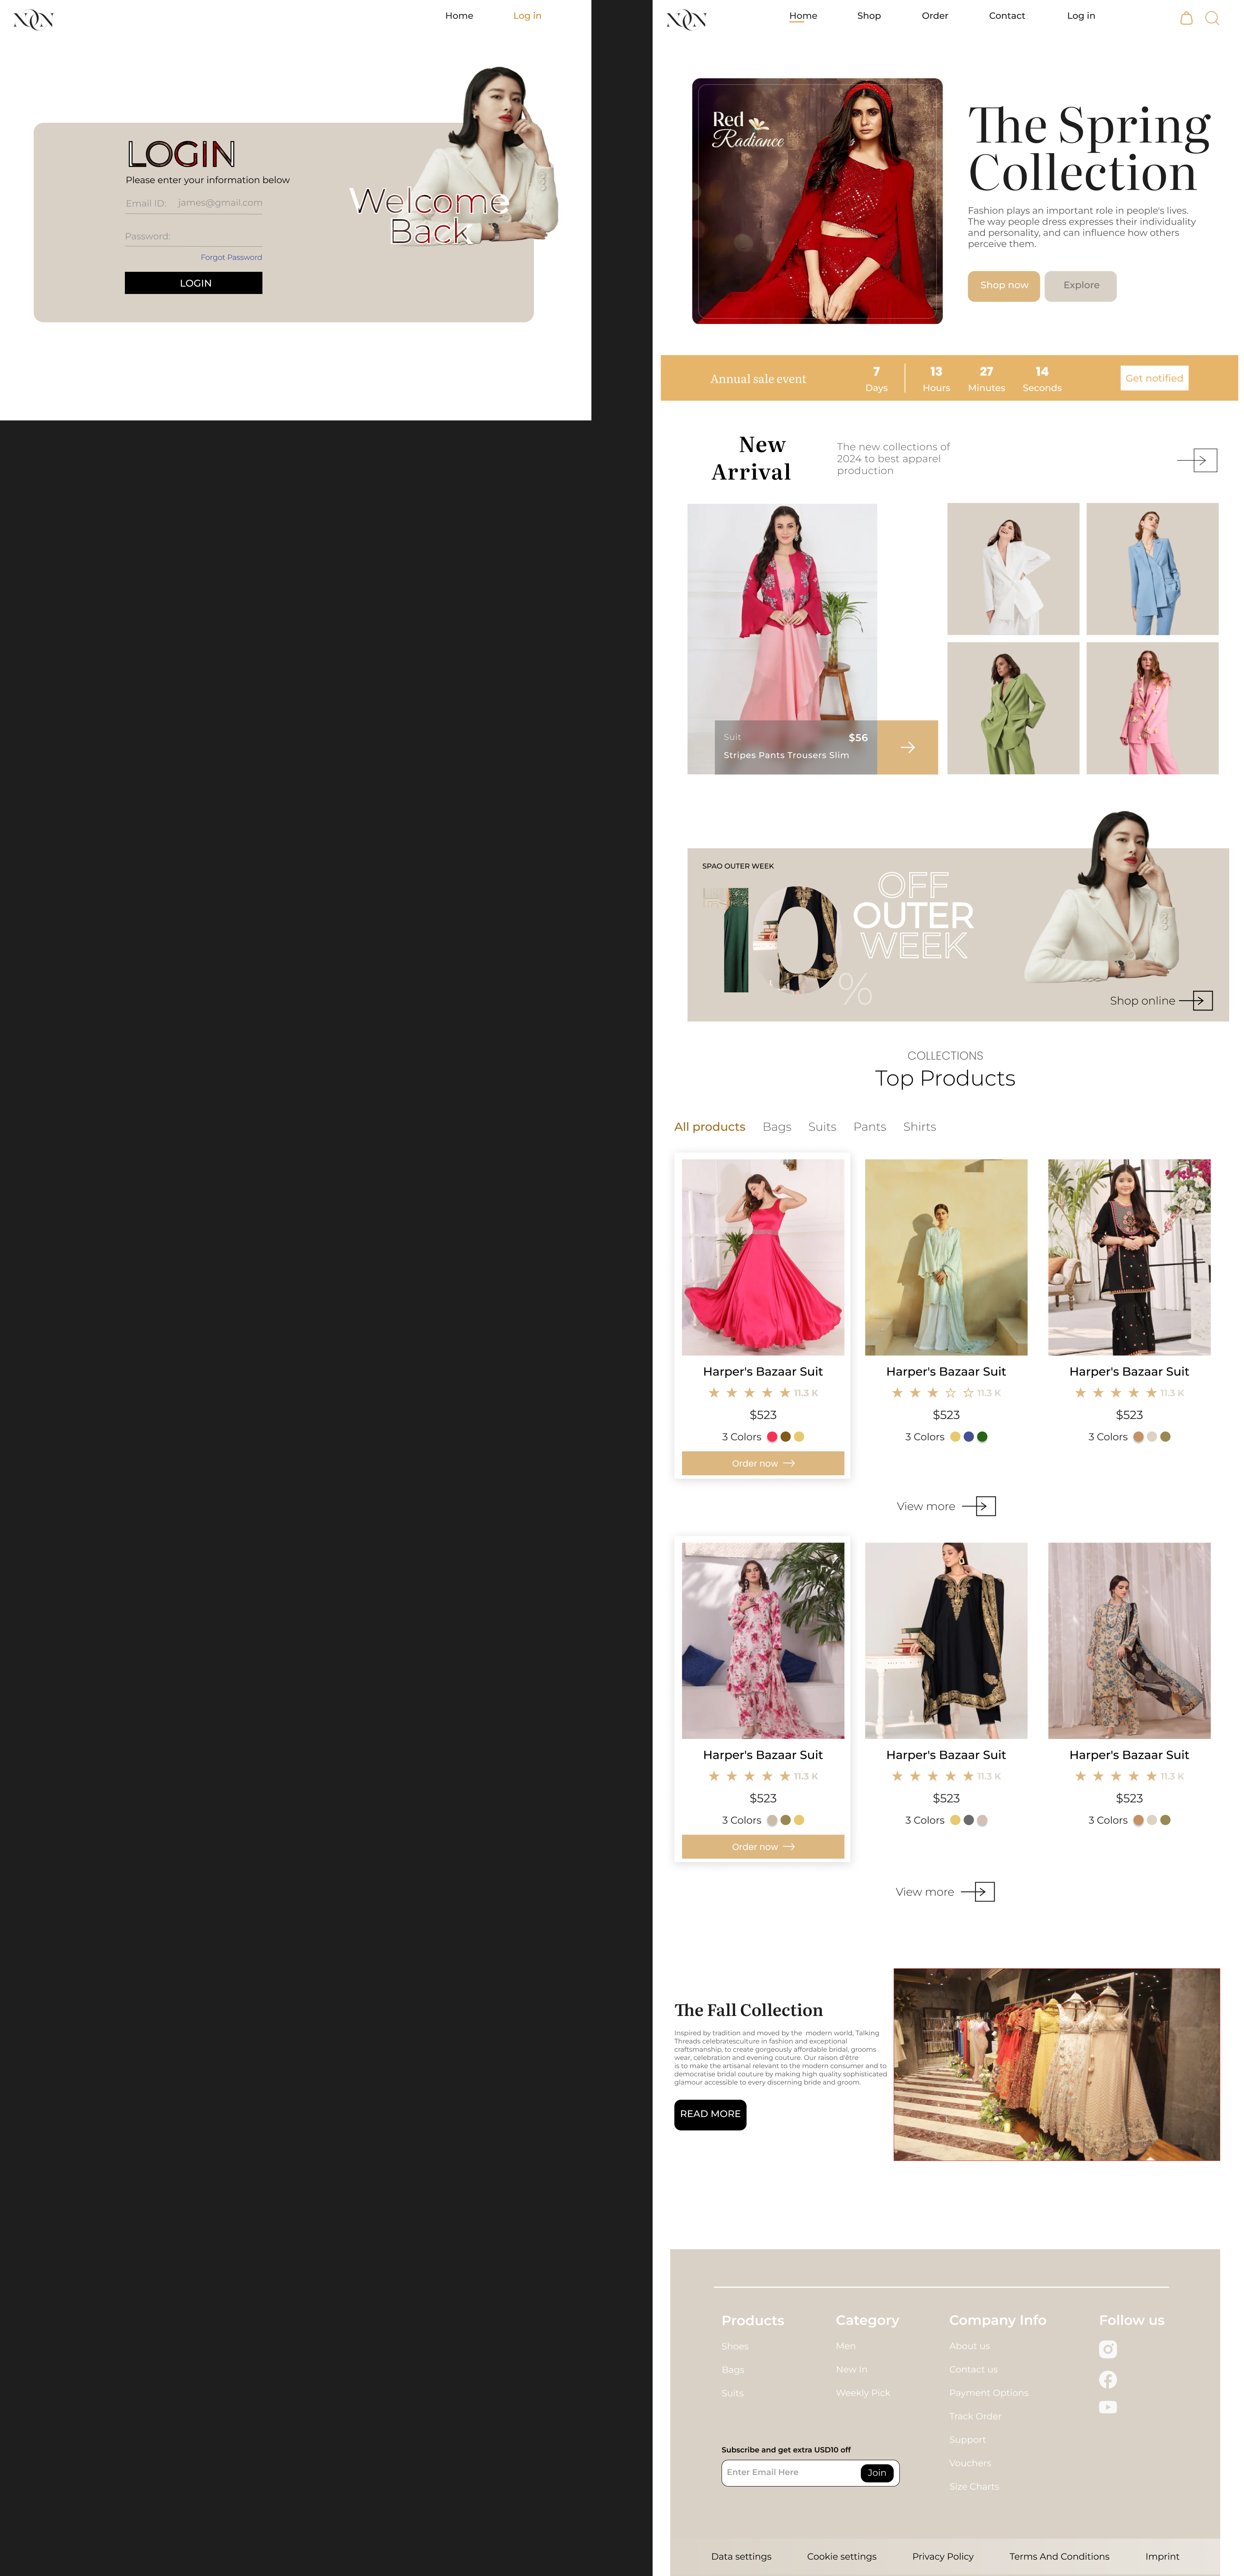 NN
Home
Log in
LOGIN
Please enter your information below
Email ID:
james@gmail.com
Password:
Forgot Password
LOGIN
Welcome
Back
NN
Home
Shop
Order
Contact
Log in
Red
Radiance
The Spring
Collection
Fashion plays an important role in people's lives.
The way people dress expresses their individuality
and personality, and can influence how others
perceive them.
Shop now
Explore
Annual sale event
7
Days
13
Hours
27
Minutes
14
Seconds
Get notified
New
Arrival
The new collections of
2024 to best apparel
production
Suit
$56
Stripes Pants Trousers Slim
SPAO OUTER WEEK
10
%
OFF
OUTER
WEEK
Shop online
COLLECTIONS
Top Products
All products
Bags
Suits
Pants
Shirts
Harper's Bazaar Suit
11.3 K
$523
3 Colors
Order now
Harper's Bazaar Suit
11.3 K
$523
3 Colors
Harper's Bazaar Suit
11.3 K
$523
3 Colors
View more
Harper's Bazaar Suit
11.3 K
$523
3 Colors
Order now
Harper's Bazaar Suit
11.3 K
$523
3 Colors
Harper's Bazaar Suit
11.3 K
$523
3 Colors
View more
The Fall Collection
Inspired by tradition and moved by the  modern world, Talking
Threads celebratesculture in fashion and exceptional
craftsmanship, to create gorgeously affordable bridal, grooms
wear, celebration and evening couture. Our raison d'être
is to make the artisanal relevant to the modern consumer and to
democratise bridal couture by making high quality sophisticated
glamour accessible to every discerning bride and groom.
READ MORE
Products
Shoes
Bags
Suits
Category
Men
New In
Weekly Pick
Company Info
About us
Contact us
Payment Options
Track Order
Support
Vouchers
Size Charts
Follow us
Subscribe and get extra USD10 off
Enter Email Here
Join
Data settings
Cookie settings
Privacy Policy
Terms And Conditions
Imprint